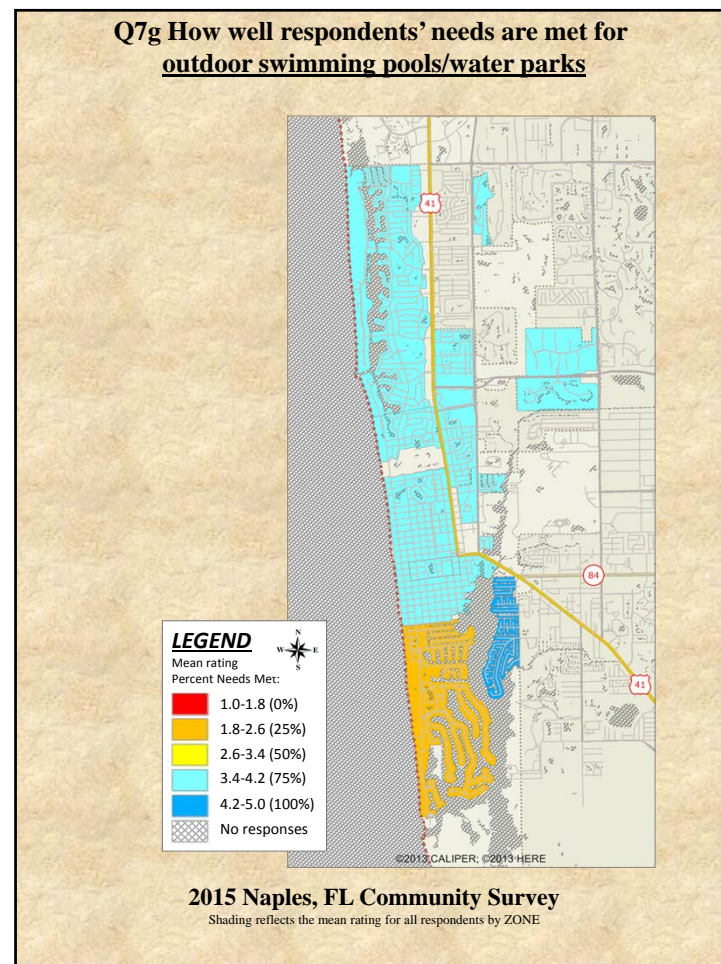 Q7g How well respondents’ needs are met for
outdoor swimming pools/water parks
41
84
41
LEGEND
N
W E
S
Mean rating
Percent Needs Met:
1.0-1.8 (0%)
1.8-2.6 (25%)
2.6-3.4 (50%)
3.4-4.2 (75%)
4.2-5.0 (100%)
No responses
©2013 CALIPER; ©2013 HERE
2015 Naples, FL Community Survey
Shading reflects the mean rating for all respondents by ZONE